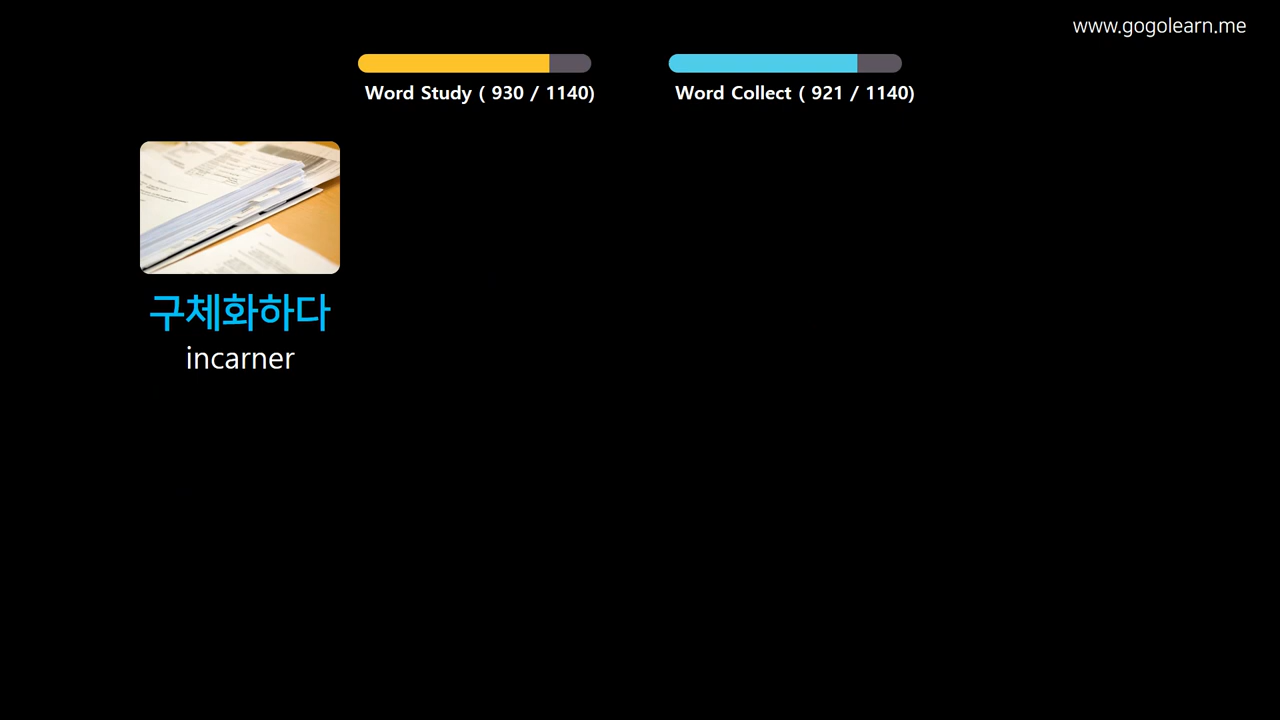 www.gogolearn.me
Word Study ( 930 / 1140)
Word Collect ( 921 / 1140)
구체화하다
incarner